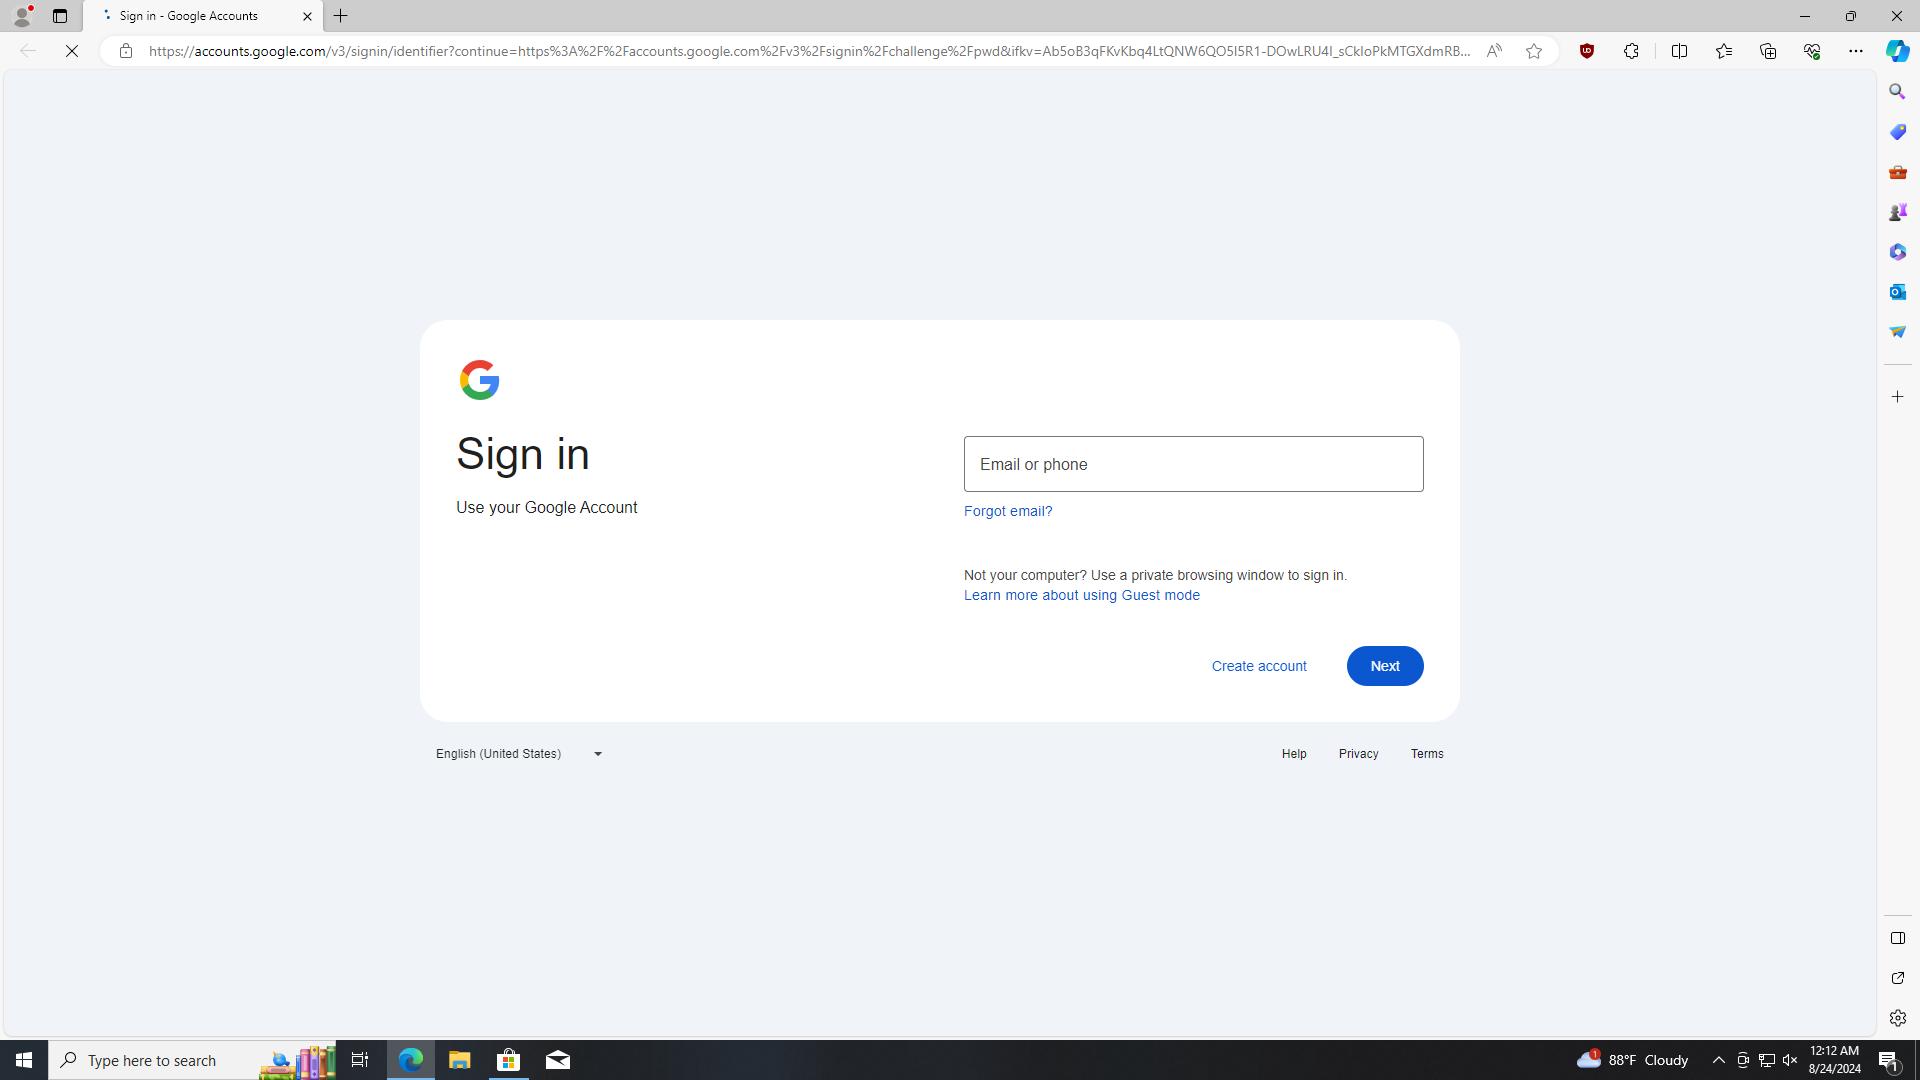 Sign in - Google Accounts
https://accounts.google.com/v3/signin/identifier?continue=https%3A%2F%2Faccounts.google.com%2Fv3%2Fsignin%2Fchallenge%2Fpwd&ifkv=Ab5oB3qFKvKbq4LtQNW6QO5I5R1-DOwLRU4I_sCkIoPkMTGXdmRB...
Sign in
Use your Google Account
Email or phone
Forgot email?
Not your computer? Use a private browsing window to sign in.
Learn more about using Guest mode
Create account
Next
English (United States)
Help
Privacy
Terms
Type here to search
1
88°F Cloudy
12:12 AM
8/24/2024
1